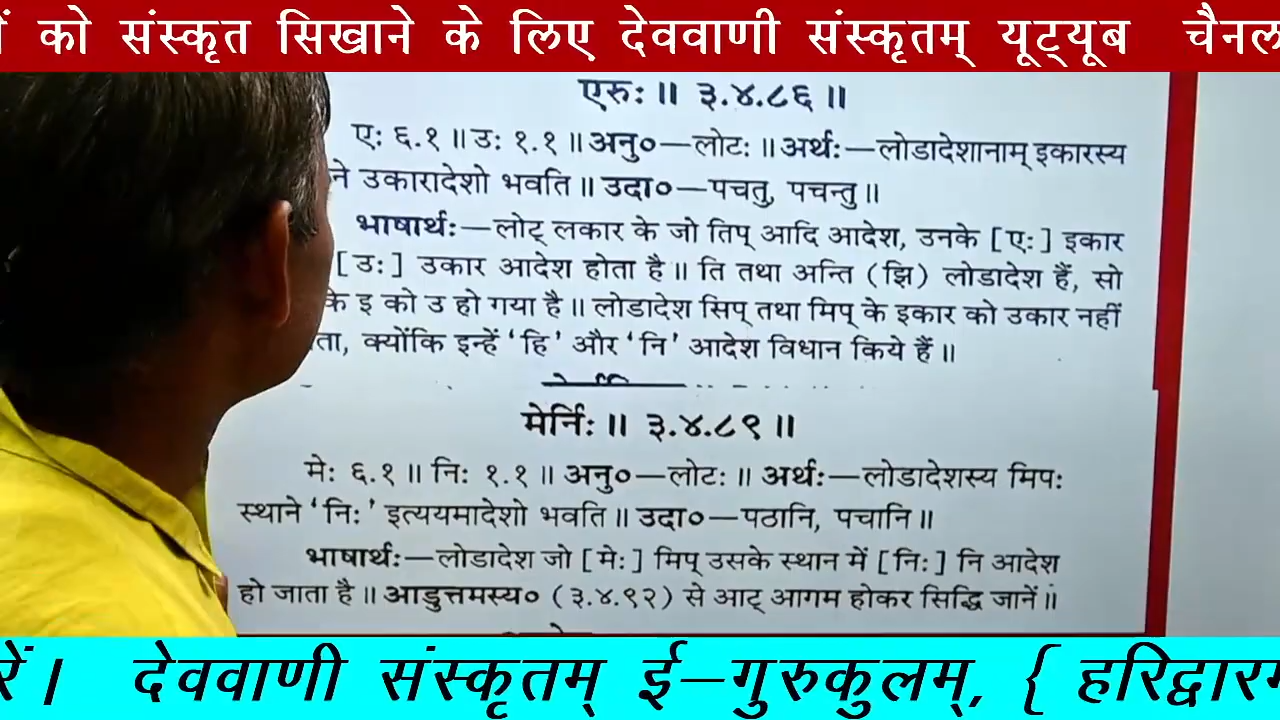 को संस्कृत सिखाने के लिए देववाणी संस्कृतम् यूट्यूब चैनल
एरुः ॥ ३.४.८६ ॥
एः ६.१ ॥ उः १.१ ॥ अनु०—लोटः ॥ अर्थः—लोडादेशानाम् इकारस्य
उकारादेशो भवति ॥ उदा०—पचतु, पचन्तु ॥
भाषार्थः—लोट् लकार के जो तिप् आदि आदेश, उनके [एः] इकार
[उः] उकार आदेश होता है ॥ ति तथा अन्ति (झि) लोडादेश हैं, सो
के इ को उ हो गया है ॥ लोडादेश सिप् तथा मिप् के इकार को उकार नहीं
क्योंकि इन्हें ‘हि’ और ‘नि’ आदेश विधान किये हैं ॥
मेर्निः ॥ ३.४.८९ ॥
मेः ६.१ ॥ निः १.१ ॥ अनु०—लोटः ॥ अर्थः—लोडादेशस्य मिपः
स्थाने ‘निः’ इत्ययमादेशो भवति ॥ उदा०—पठानि, पचानि ॥
भाषार्थः—लोडादेश जो [मेः] मिप् उसके स्थान में [निः] नि आदेश
हो जाता है ॥ आडुत्तमस्य० (३.४.९२) से आट् आगम होकर सिद्धि जानें ॥
देववाणी संस्कृतम् ई-गुरुकुलम्, { हरिद्वार